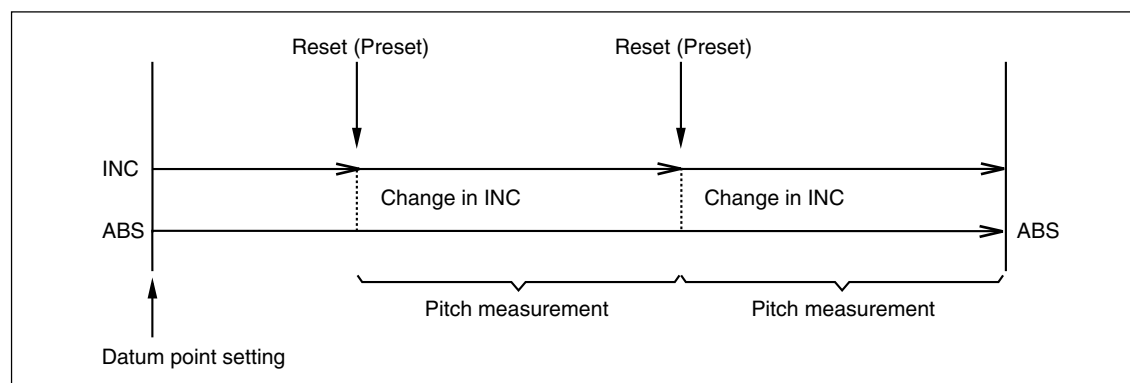 Reset (Preset) Reset (Preset)
INC
Change in INC Change in INC
ABS ABS
Pitch measurement Pitch measurement
Datum point setting